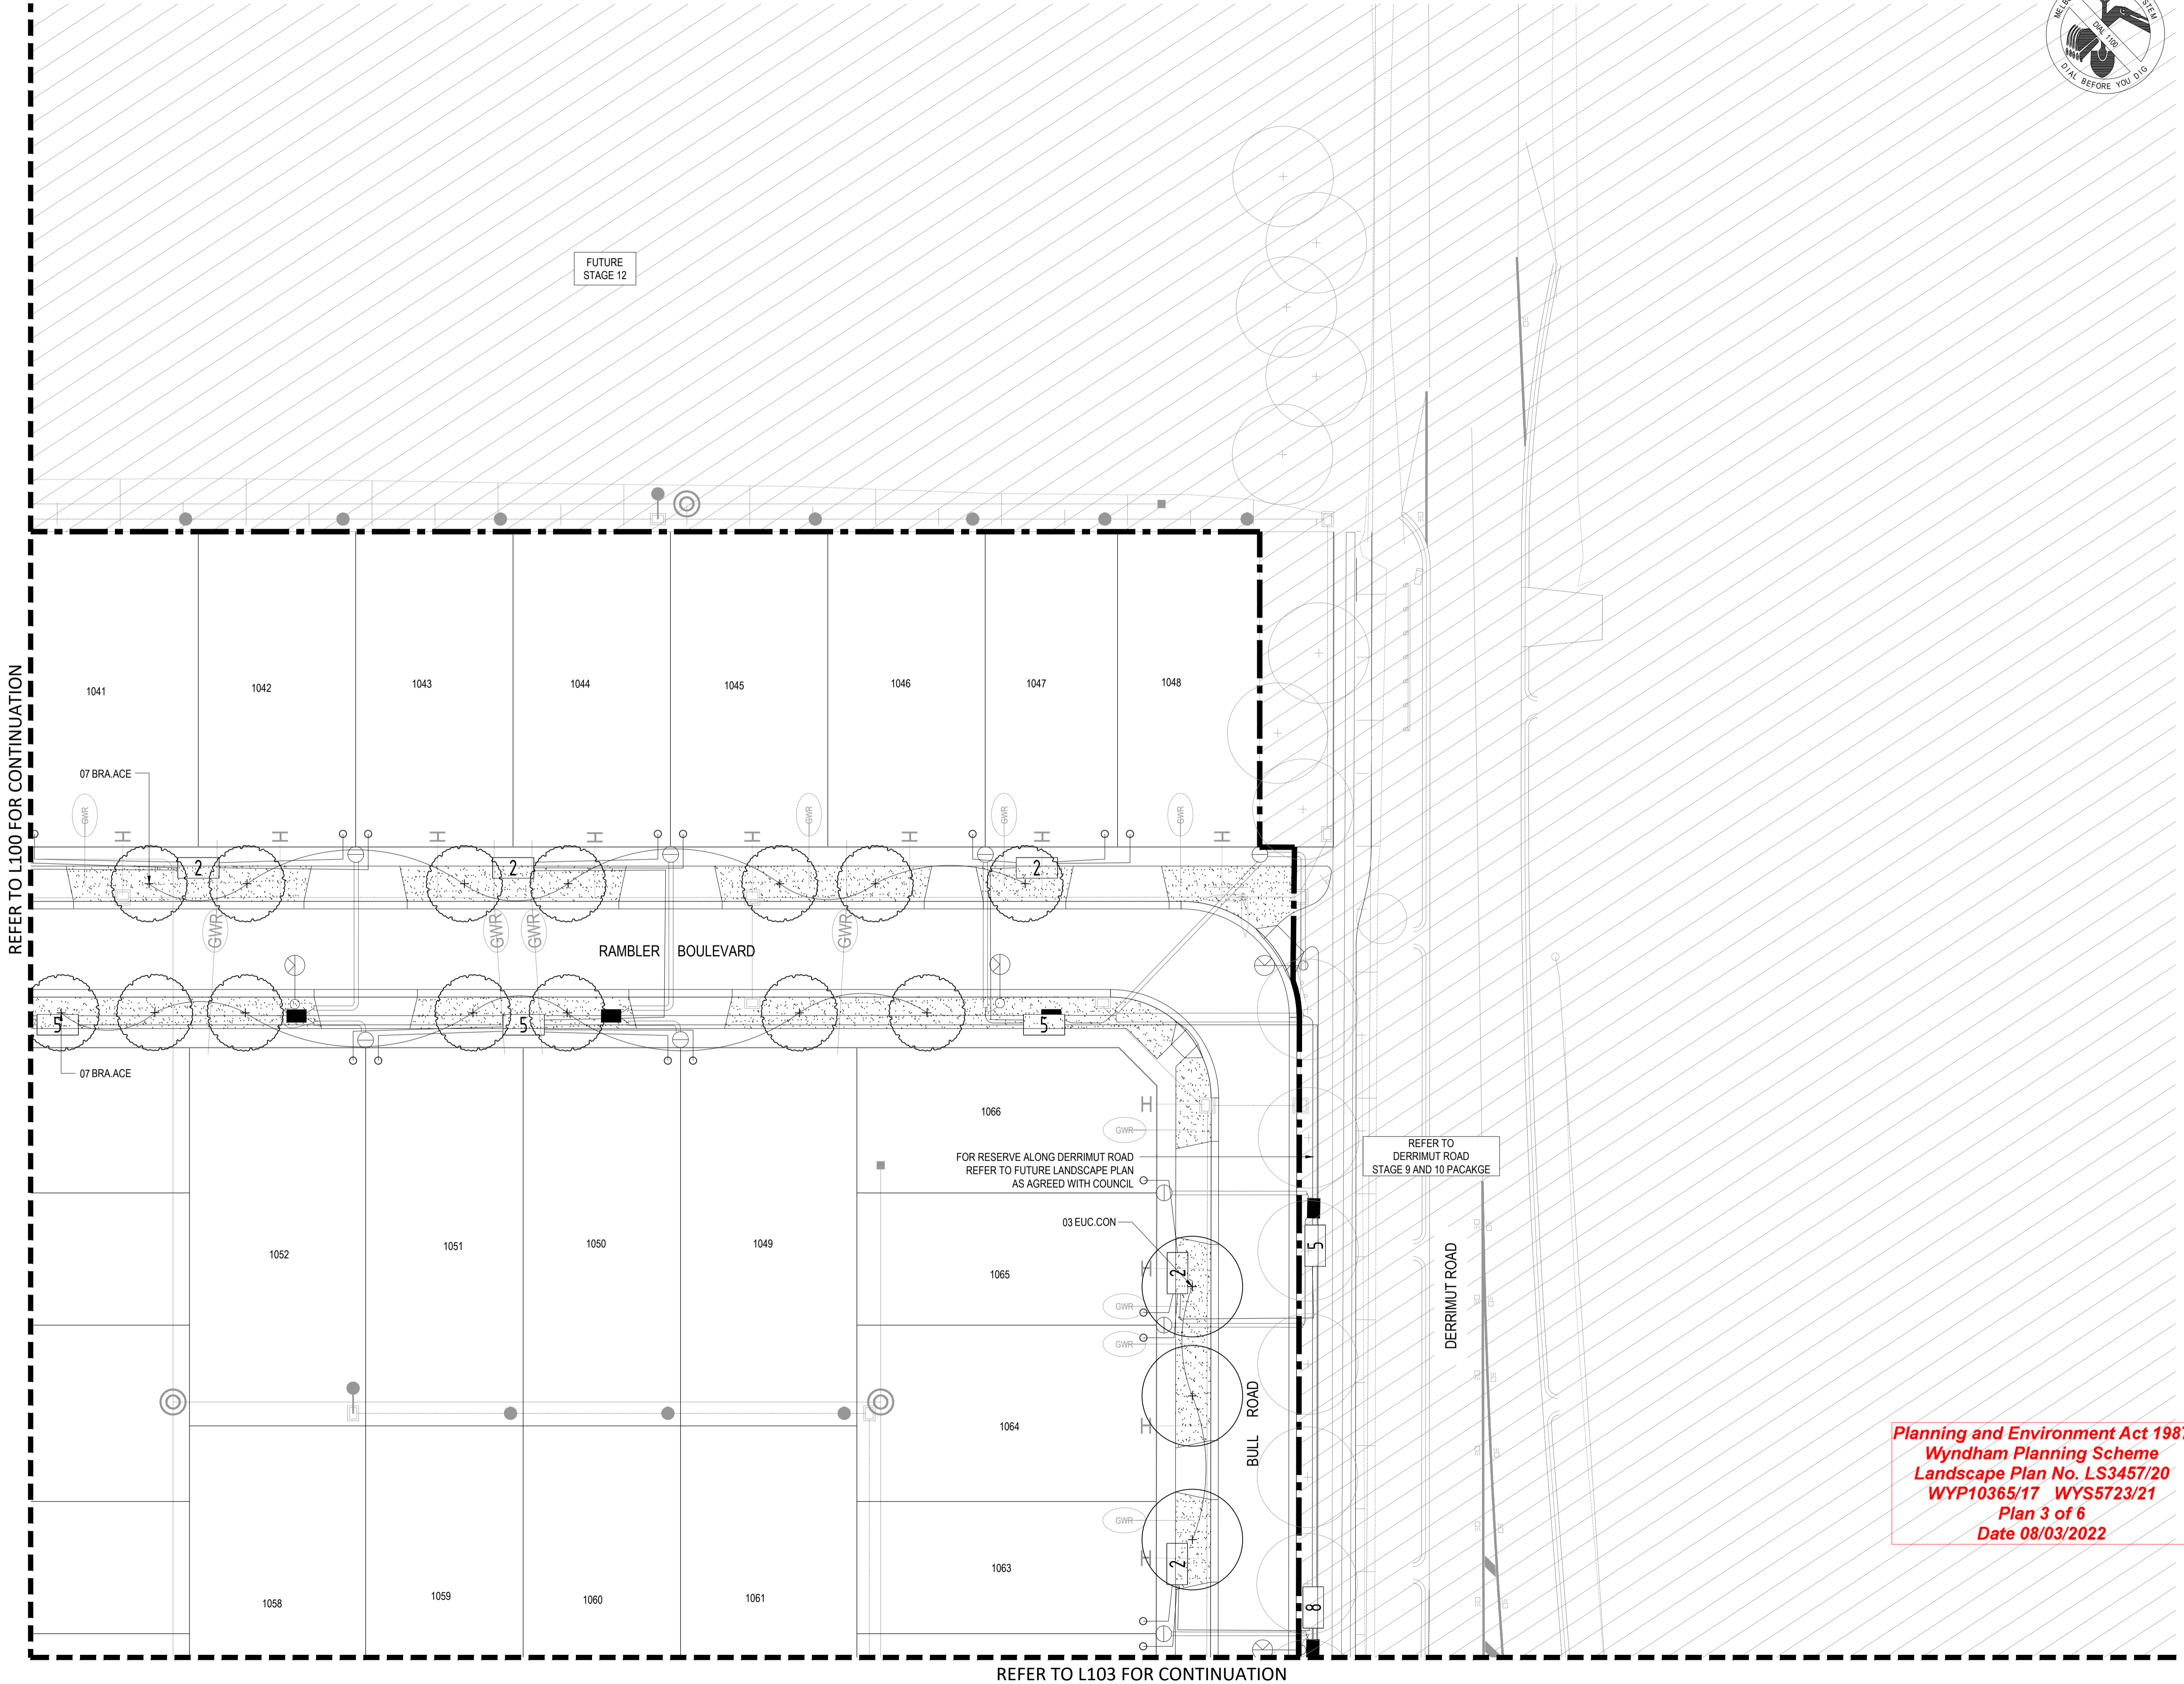 DIAL 1100
DIAL BEFORE YOU DIG
FUTURE
STAGE 12
REFER TO L100 FOR CONTINUATION
1041
1042
1043
1044
1045
1046
1047
1048
07 BRA.ACE
GWR
GWR
GWR
GWR
H
H
H
H
H
H
H
H
2
2
2
GWR
GWR
GWR
GWR
RAMBLER BOULEVARD
5
5
5
07 BRA.ACE
1066
H
GWR
FOR RESERVE ALONG DERRIMUT ROAD
REFER TO FUTURE LANDSCAPE PLAN
AS AGREED WITH COUNCIL
REFER TO
DERRIMUT ROAD
STAGE 9 AND 10 PACAKGE
03 EUC.CON
1052
1051
1050
1049
1065
H
2
5
GWR
GWR
DERRIMUT ROAD
1064
H
BULL ROAD
GWR
1063
H
2
8
1058
1059
1060
1061
Planning and Environment Act 198
Wyndham Planning Scheme
Landscape Plan No. LS3457/20
WYP10365/17 WYS5723/21
Plan 3 of 6
Date 08/03/2022
REFER TO L103 FOR CONTINUATION